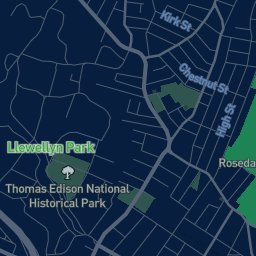 Kirk St
Chestnut St
High St
Llewellyn Park
Roseda
Thomas Edison National
Historical Park